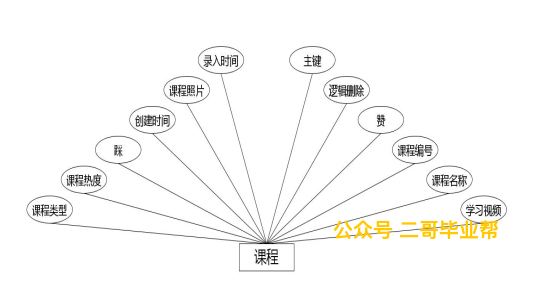 录入时间
主键
课程照片
逻辑删除
创建时间
赞
踩
课程编号
课程热度
课程名称
课程类型
学习视频
公众号 二哥毕业帮
课程